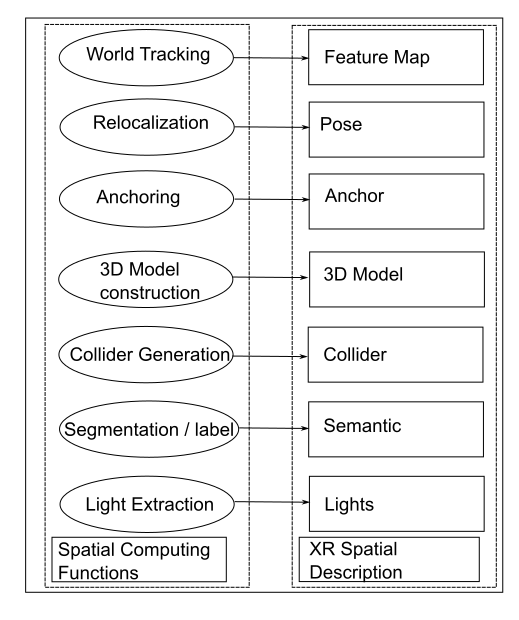 World Tracking
Feature Map
Relocalization
Pose
Anchoring
Anchor
3D Model
construction
3D Model
Collider Generation
Collider
Segmentation / label
Semantic
Light Extraction
Lights
Spatial Computing
Functions
XR Spatial
Description